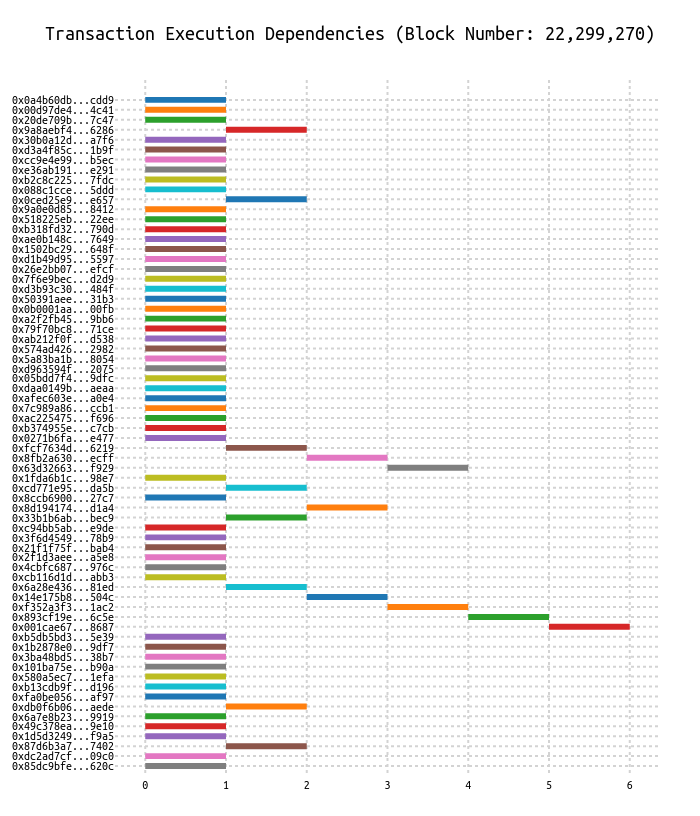 Transaction Execution Dependencies (Block Number: 22,299,270)
0x0a4b60db...cdd9
0x00d97de4...4c41
0x20de709b...7c47
0x9a8aebf4...6286
0x30b0a12d...a7f6
0xd3a4f85c...1b9f
0xcc9e4e99...b5ec
0xe36ab191...e291
0xb2c8c225...7fdc
0x088c1cce...5ddd
0x0ced25e9...e657
0x9a0e0d85...8412
0x518225eb...22ee
0xb318fd32...790d
0xae0b148c...7649
0x1502bc29...648f
0xd1b49d95...5597
0x26e2bb07...efcf
0x7f6e9bec...d2d9
0xd3b93c30...484f
0x50391aee...31b3
0x0b0001aa...00fb
0xa2f2fb45...9bb6
0x79f70bc8...71ce
0xab212f0f...d538
0x574ad426...2982
0x5a83ba1b...8054
0xd963594f...2075
0x05bdd7f4...9dfc
0xdaa0149b...aeaa
0xafec603e...a0e4
0x7c989a86...ccb1
0xac225475...f696
0xb374955e...c7cb
0x0271b6fa...e477
0xfcf7634d...6219
0x8fb2a630...ecff
0x63d32663...f929
0x1fda6b1c...98e7
0xcd771e95...da5b
0x8ccb6900...27c7
0x8d194174...d1a4
0x33b1b6ab...bec9
0xc94bb5ab...e9de
0x3f6d4549...78b9
0x21f1f75f...bab4
0x2f1d3aee...a5e8
0x4cbfc687...976c
0xcb116d1d...abb3
0x6a28e436...81ed
0x14e175b8...504c
0xf352a3f3...1ac2
0x893cf19e...6c5e
0x001cae67...8687
0xb5db5bd3...5e39
0x1b2878e0...9df7
0x3ba48bd5...38b7
0x101ba75e...b90a
0x580a5ec7...1efa
0xb13cdb9f...d196
0xfa0be056...af97
0xdb0f6b06...aede
0x6a7e8b23...9919
0x49c378ea...9e10
0x1d5d3249...f9a5
0x87d6b3a7...7402
0xdc2ad7cf...09c0
0x85dc9bfe...620c
0 1 2 3 4 5 6